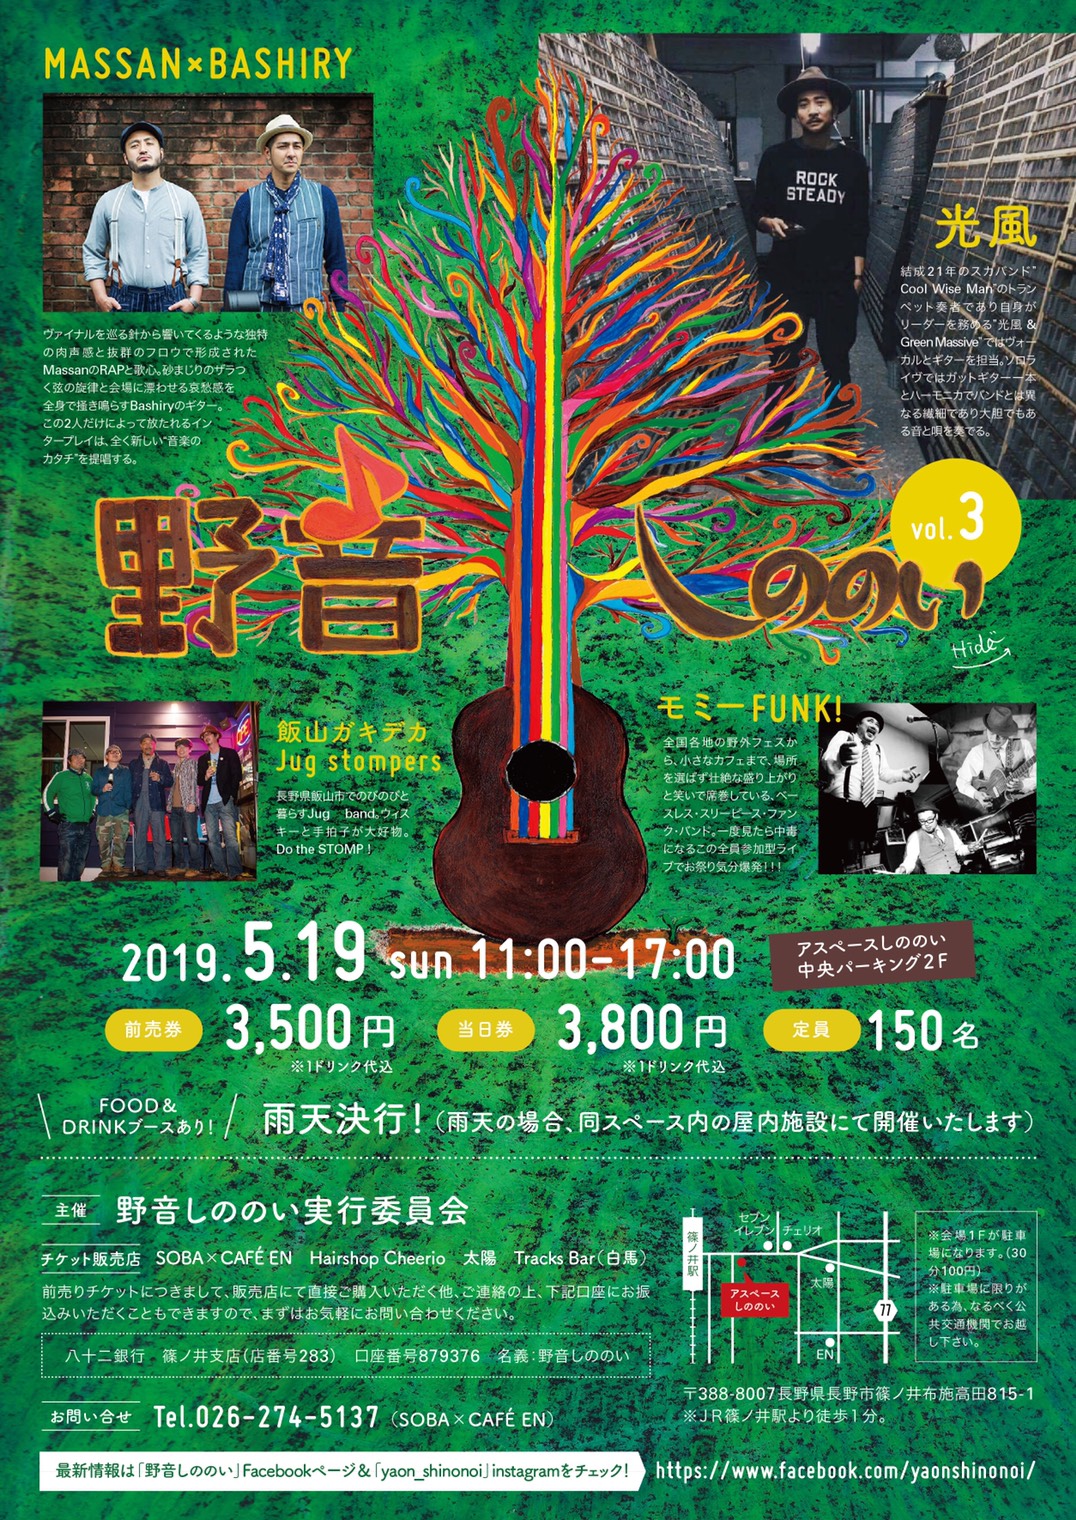 MASSAN×BASHIRY
ヴァイナルを巡る針から響いてくるような独特
の肉声感と抜群のフロウで形成された
MassanのRAPと歌心。砂まじりのザラつ
く弦の旋律と会場に漂わせる哀愁感を
全身で掻き鳴らすBashiryのギター。
この2人だけによって放たれるイン
タープレイは、全く新しい“音楽の
カタチ”を提唱する。
ROCK
STEADY
光風
結成21年のスカバンド“
Cool Wise Man”のトラン
ペット奏者であり自身が
リーダーを務める“光風 &
Green Massive”ではヴォー
カルとギターを担当。ソロラ
イヴではガットギター一本
とハーモニカでバンドとは異
なる繊細であり大胆でもあ
る音と唄を奏でる。
vol.3
野音 しののい
Hide
飯山ガキデカ
Jug stompers
長野県飯山市でのびのびと
暮らすJug band。ウィス
キーと手拍子が大好物。
Do the STOMP！
モミーFUNK!
全国各地の野外フェスか
ら、小さなカフェまで、場所
を選ばず壮絶な盛り上がり
と笑いで席巻している、ベー
スレス・スリーピース・ファン
ク・バンド。一度見たら中毒
になるこの全員参加型ライ
ブでお祭り気分爆発!!!
2019.5.19 sun 11:00-17:00
アスペースしののい
中央パーキング2F
前売券 3,500円
※1ドリンク代込
当日券 3,800円
※1ドリンク代込
定員 150名
FOOD&
DRINKブースあり!
雨天決行!（雨天の場合、同スペース内の屋内施設にて開催いたします）
主催 野音しののい実行委員会
チケット販売店 SOBA×CAFÉ EN Hairshop Cheerio 太陽 Tracks Bar（白馬）
前売りチケットにつきまして、販売店にて直接ご購入いただく他、ご連絡の上、下記口座にお振
込みいただくこともできますので、まずはお気軽にお問い合わせください。
八十二銀行 篠ノ井支店（店番号283） 口座番号879376 名義：野音しののい
お問い合せ Tel.026-274-5137（SOBA×CAFÉ EN）
篠ノ井駅
セブン
イレブン
チェリオ
太陽
アスペース
しののい
77
EN
※会場1Fが駐車
場になります。（30
分100円）
※駐車場に限りが
ある為、なるべく公
共交通機関でお越
し下さい。
〒388-8007長野県長野市篠ノ井布施高田815-1
※JR篠ノ井駅より徒歩1分。
最新情報は「野音しののい」Facebookページ&「yaon_shinonoi」instagramをチェック!
https://www.facebook.com/yaonshinonoi/